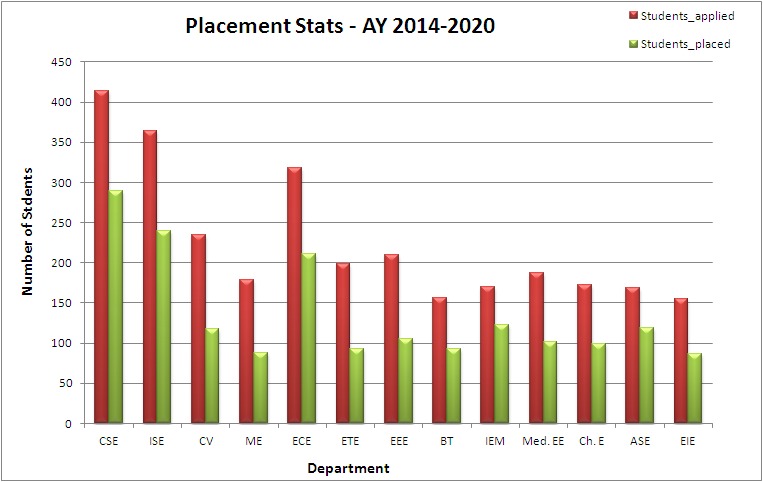 Placement Stats - AY 2014-2020
Students_applied
Students_placed
Number of Stdents
450
400
350
300
250
200
150
100
50
0
CSE ISE CV ME ECE ETE EEE BT IEM Med. EE Ch. E ASE EIE
Department